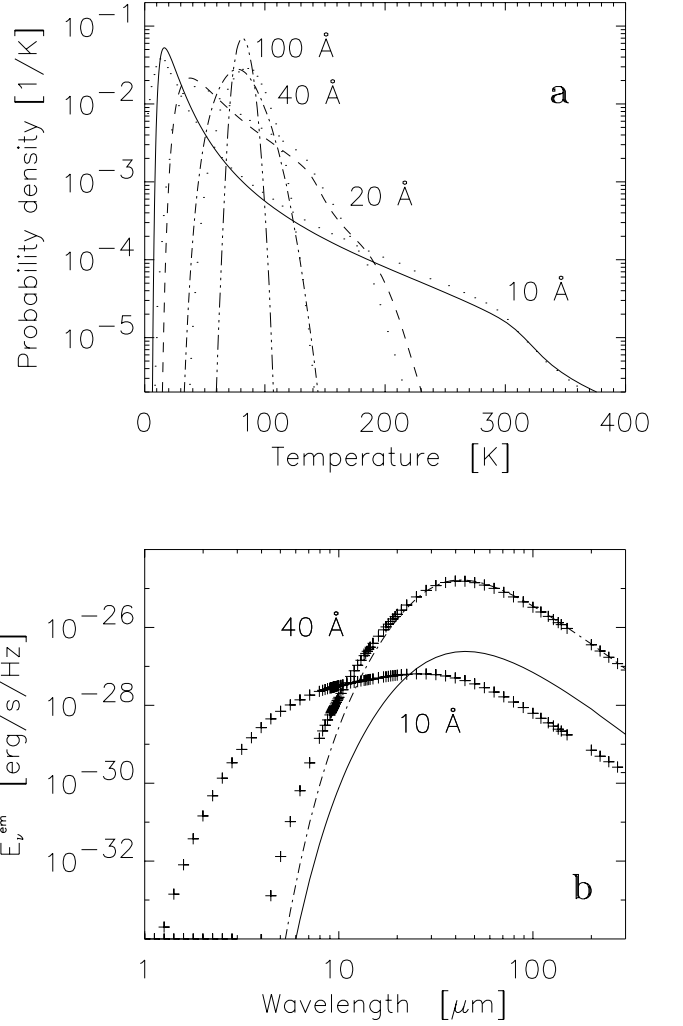 10⁻¹
100 Å
40 Å
a
10⁻²
10⁻³
20 Å
10⁻⁴
10 Å
10⁻⁵
Probability density [1/K]
0 100 200 300 400
Temperature [K]
10⁻²⁶
40 Å
10⁻²⁸
10 Å
10⁻³⁰
10⁻³²
b
E_ν^em [erg/s/Hz]
1 10 100
Wavelength [μm]